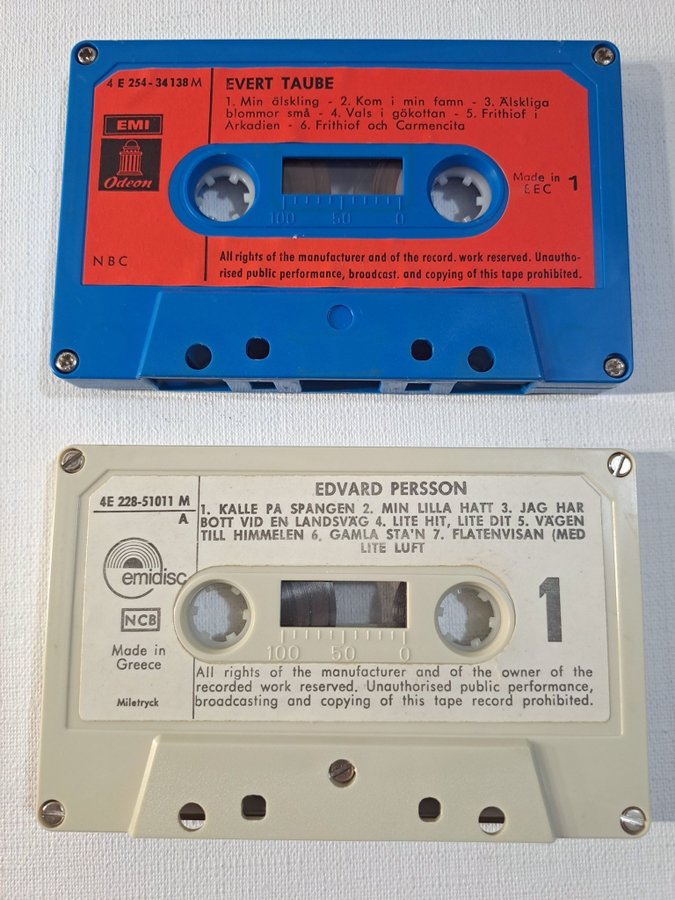 4 E 254-34138 M
EVERT TAUBE
1. Min älskling - 2. Kom i min famn - 3. Älskliga
blommor små - 4. Vals i gökottan - 5. Frithiof i
Arkadien - 6. Frithiof och Carmencita
EMI
Odeon
100 50 0
Made in
EEC 1
NBC
All rights of the manufacturer and of the record. work reserved. Unautho-
rised public performance, broadcast. and copying of this tape prohibited.
4E 228-51011 M
A
EDVARD PERSSON
1. KALLE PA SPANGEN 2. MIN LILLA HATT 3. JAG HAR
BOTT VID EN LANDSVÄG 4. LITE HIT, LITE DIT 5. VÄGEN
TILL HIMMELEN 6. GAMLA STA'N 7. FLATENVISAN (MED
LITE LUFT
emidisc
NCB
Made in
Greece
Miletryck
100 50 0
1
All rights of the manufacturer and of the owner of the
recorded work reserved. Unauthorised public performance,
broadcasting and copying of this tape record prohibited.